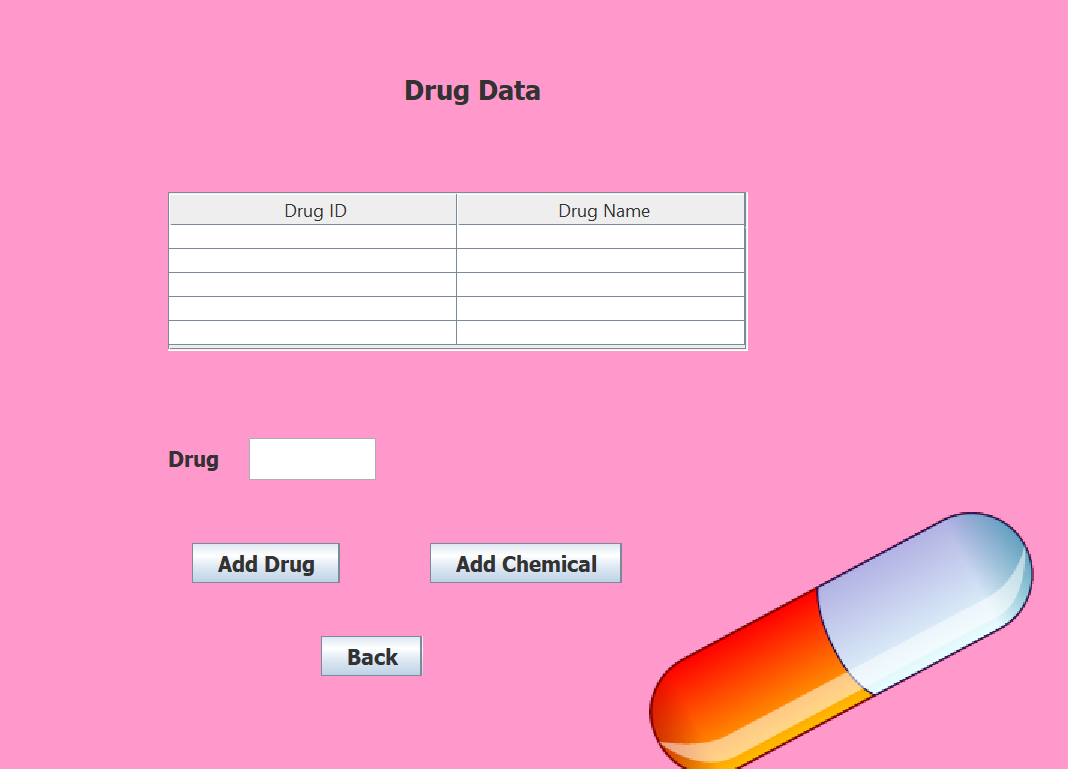 Drug Data
Drug ID Drug Name
Drug
Add Drug Add Chemical
Back